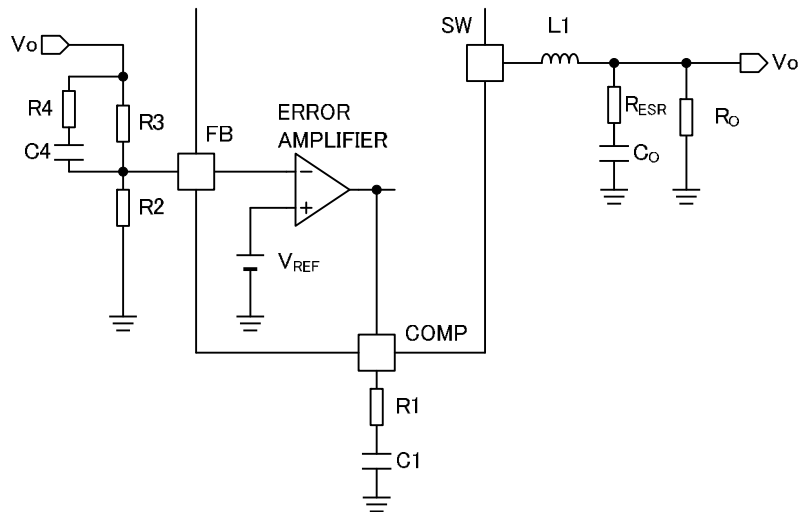 SW
L1
Vo
Vo
R4
R3
ERROR
AMPLIFIER
FB
RESR
RO
C4
CO
R2
VREF
COMP
R1
C1